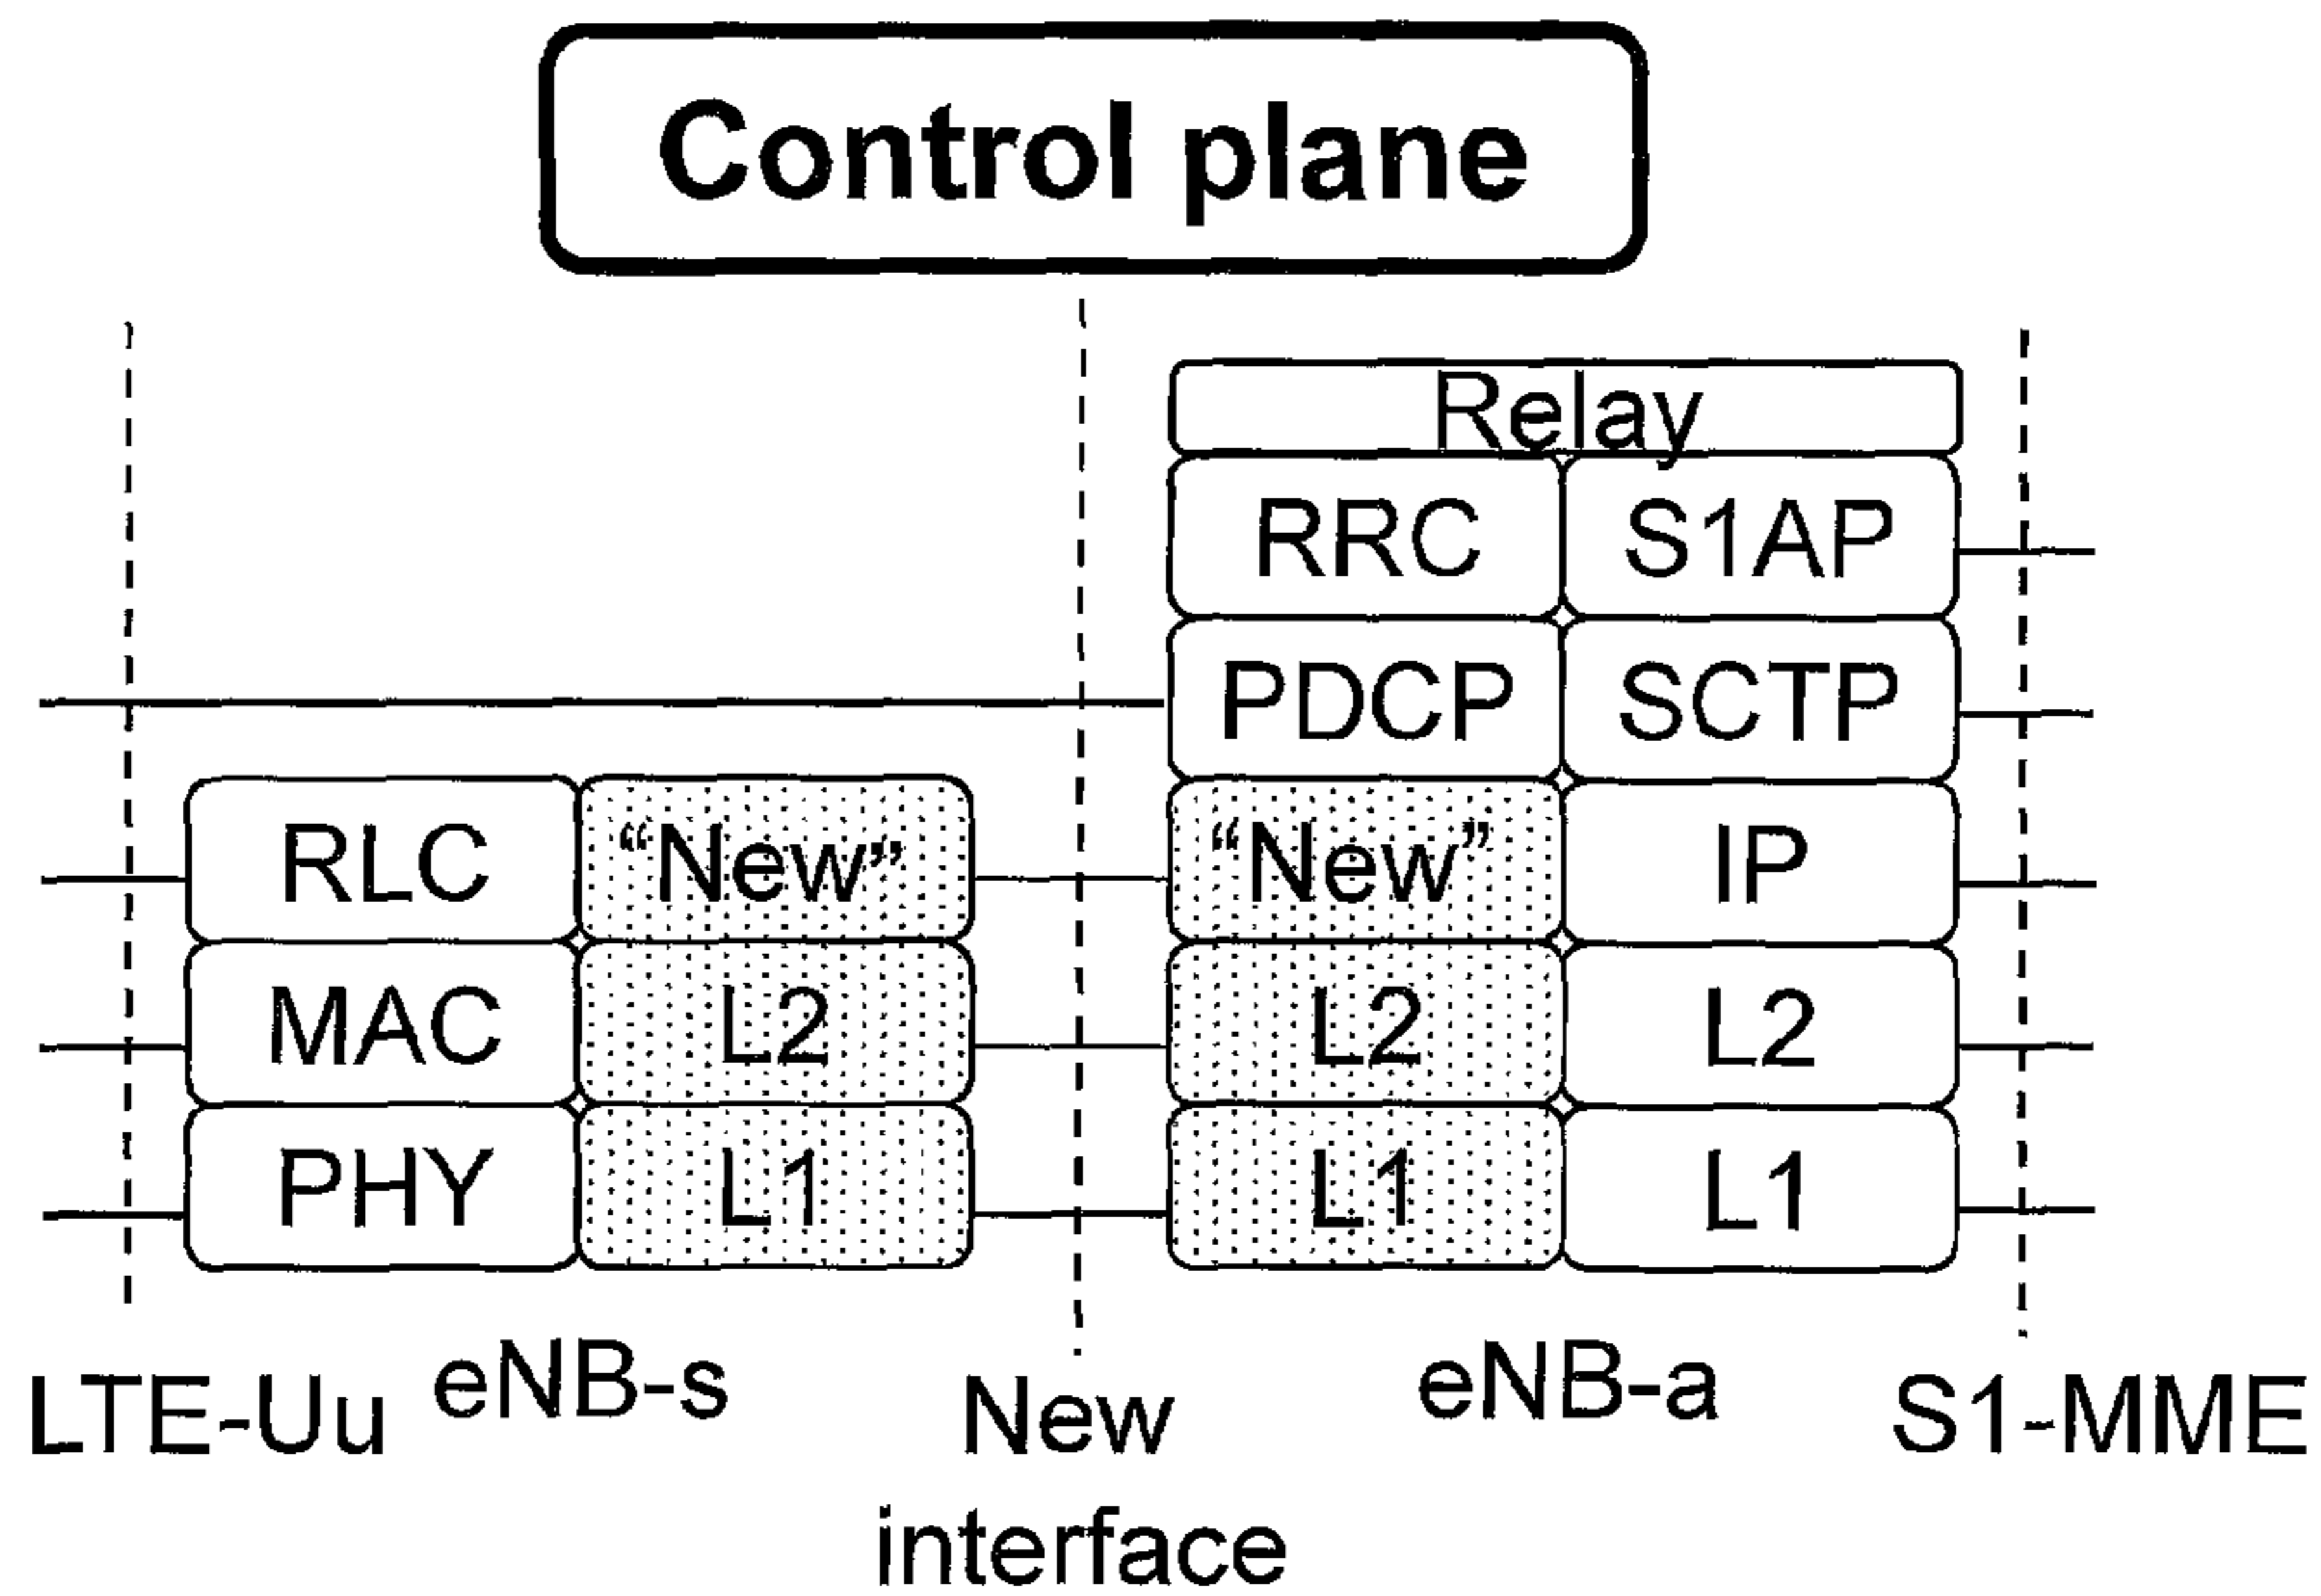 Control plane
Relay
RRC S1AP
PDCP SCTP
RLC “New” “New” IP
MAC L2 L2 L2
PHY L1 L1 L1
LTE-Uu eNB-s New interface eNB-a S1-MME